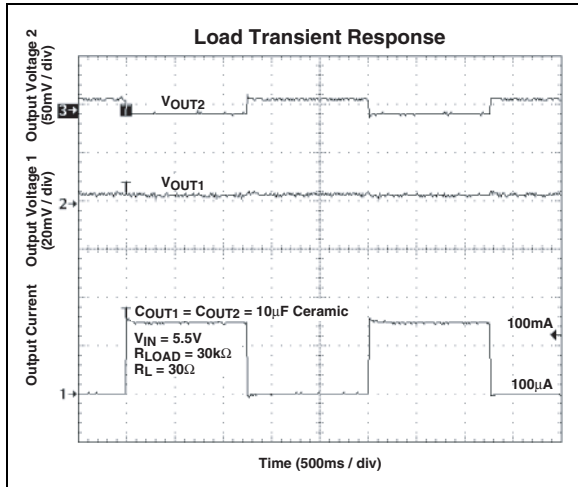 Load Transient Response
Output Voltage 2
(50mV / div)
3
T
VOUT2
Output Voltage 1
(20mV / div)
2
VOUT1
Output Current
COUT1 = COUT2 = 10μF Ceramic
VIN = 5.5V
RLOAD = 30kΩ
RL = 30Ω
100mA
1
100μA
Time (500ms / div)